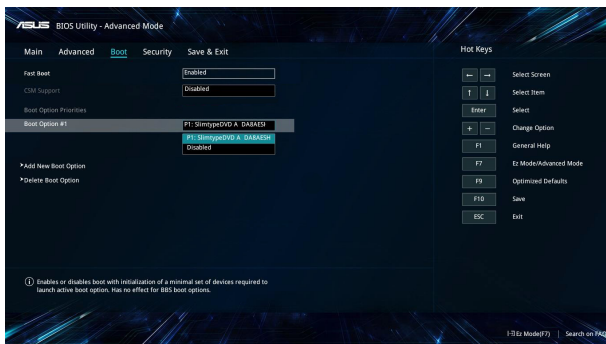 ASUS BIOS Utility - Advanced Mode
Main Advanced Boot Security Save & Exit
Hot Keys
Fast Boot Enabled
CSM Support Disabled
Boot Option Priorities
Boot Option #1 P1: SlimtypeDVD A DA8AESI
P1: SlimtypeDVD A DA8AESH
Disabled
>Add New Boot Option
>Delete Boot Option
← → Select Screen
↑ ↓ Select Item
Enter Select
+ − Change Option
F1 General Help
F7 Ez Mode/Advanced Mode
F9 Optimized Defaults
F10 Save
ESC Exit
Enables or disables boot with initialization of a minimal set of devices required to
launch active boot option. Has no effect for BBS boot options.
Ez Mode(F7) | Search on FAQ